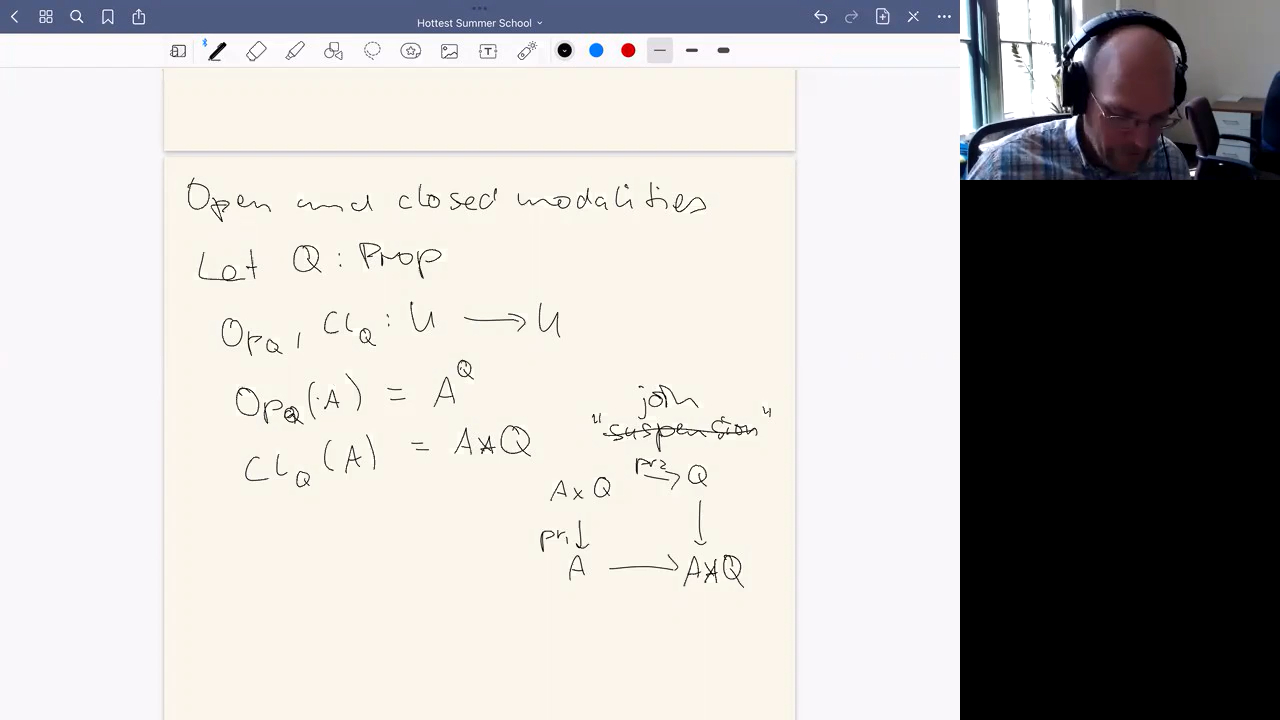 Hottest Summer School
Open and closed modalities
Let Q : Prop
Op_Q , Cl_Q : U ⟶ U
Op_Q (A) = A^Q
Cl_Q (A) = A * Q
join
" suspension "
A × Q pr₂ → Q
pr₁ ↓ ↓
A ⟶ A * Q